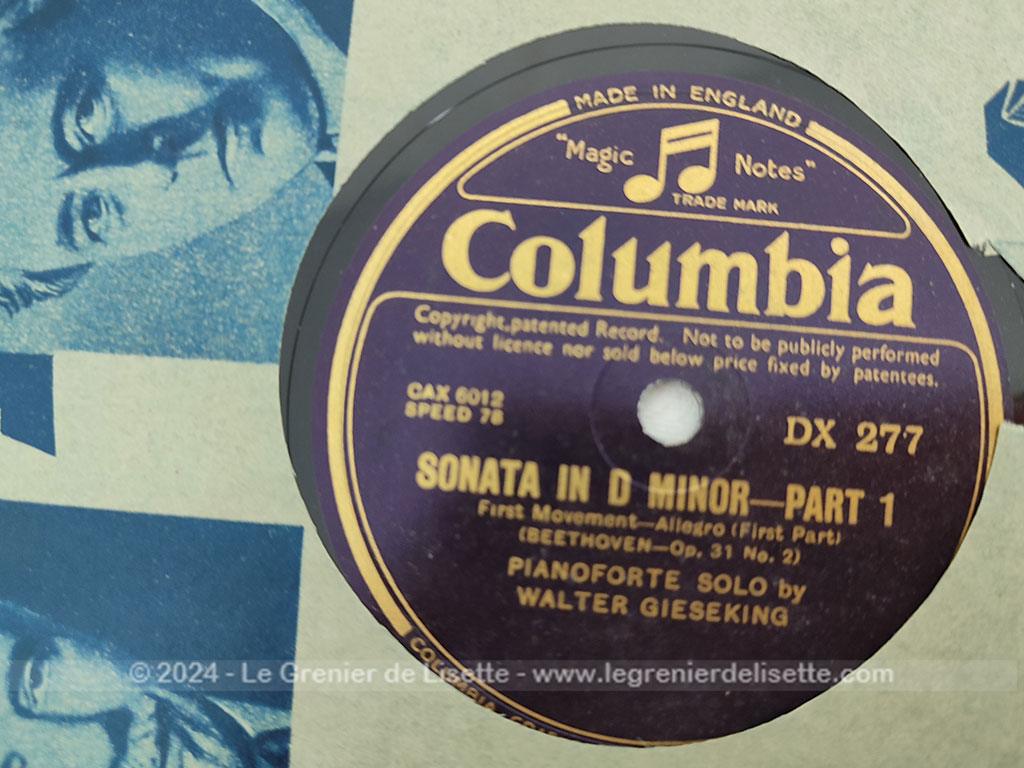 MADE IN ENGLAND
"Magic Notes"
TRADE MARK
Columbia
Copyright, patented Record. Not to be publicly performed
without licence nor sold below price fixed by patentees.
CAX 6012
SPEED 78
DX 277
SONATA IN D MINOR—PART 1
First Movement—Allegro (First Part)
(BEETHOVEN—Op. 31 No. 2)
PIANOFORTE SOLO by
WALTER GIESEKING
COLUMBIA
© 2024 - Le Grenier de Lisette - www.legrenierdelisette.com